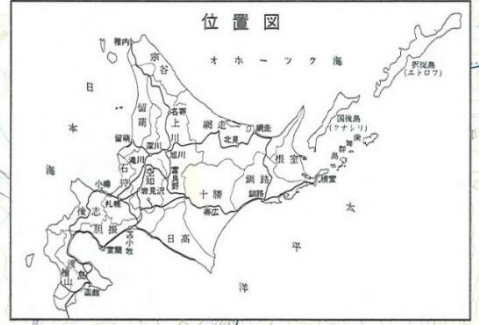 位置図
稚内
宗谷
オホーツク海
択捉島
(エトロフ)
日本海
留萌
名寄
上川
網走
網走
国後島
(クナシリ)
北見
留萌
深川
旭川
滝川
石狩
空知
富良野
根室
根室
小樽
札幌
岩見沢
十勝
釧路
釧路
帯広
後志
胆振
日高
苫小牧
室蘭
渡島
檜山
函館
太平洋